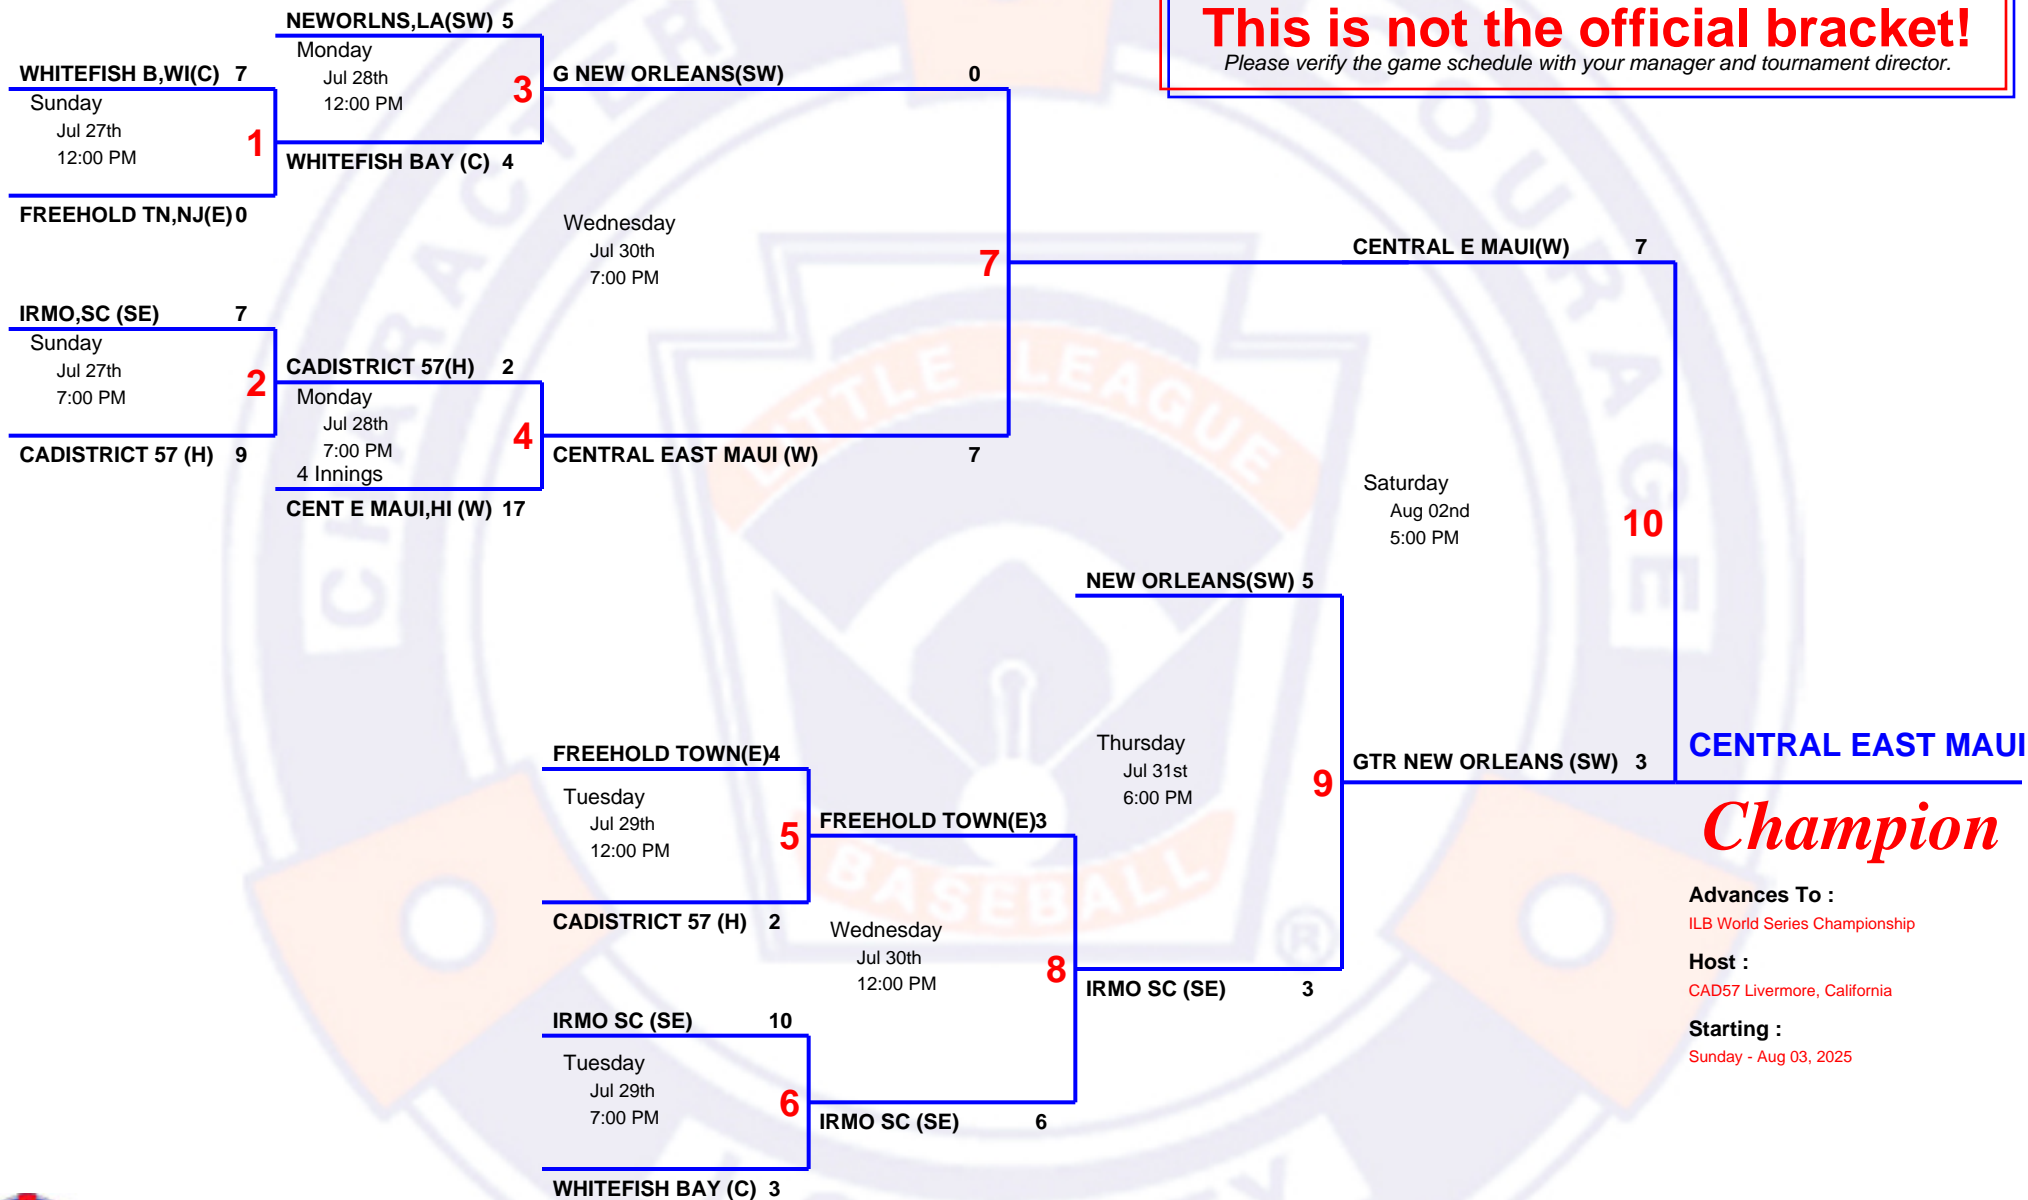 This is not the official bracket!
Please verify the game schedule with your manager and tournament director.
NEWORLNS,LA(SW) 5
Monday
Jul 28th
12:00 PM
3
WHITEFISH BAY (C) 4
WHITEFISH B,WI(C) 7
Sunday
Jul 27th
12:00 PM
1
FREEHOLD TN,NJ(E) 0
IRMO,SC (SE) 7
Sunday
Jul 27th
7:00 PM
2
CADISTRICT 57 (H) 9
CADISTRICT 57(H) 2
Monday
Jul 28th
7:00 PM
4 Innings
4
CENT E MAUI,HI (W) 17
G NEW ORLEANS(SW) 0
Wednesday
Jul 30th
7:00 PM
7
CENTRAL EAST MAUI (W) 7
CENTRAL E MAUI(W) 7
Saturday
Aug 02nd
5:00 PM
10
GTR NEW ORLEANS (SW) 3
NEW ORLEANS(SW) 5
Thursday
Jul 31st
6:00 PM
9
IRMO SC (SE) 3
FREEHOLD TOWN(E) 4
Tuesday
Jul 29th
12:00 PM
5
CADISTRICT 57 (H) 2
FREEHOLD TOWN(E) 3
Wednesday
Jul 30th
12:00 PM
8
IRMO SC (SE) 6
IRMO SC (SE) 10
Tuesday
Jul 29th
7:00 PM
6
WHITEFISH BAY (C) 3
CENTRAL EAST MAUI
Champion
Advances To :
ILB World Series Championship
Host :
CAD57 Livermore, California
Starting :
Sunday - Aug 03, 2025
CHARACTER
COURAGE
LITTLE LEAGUE
BASEBALL
®